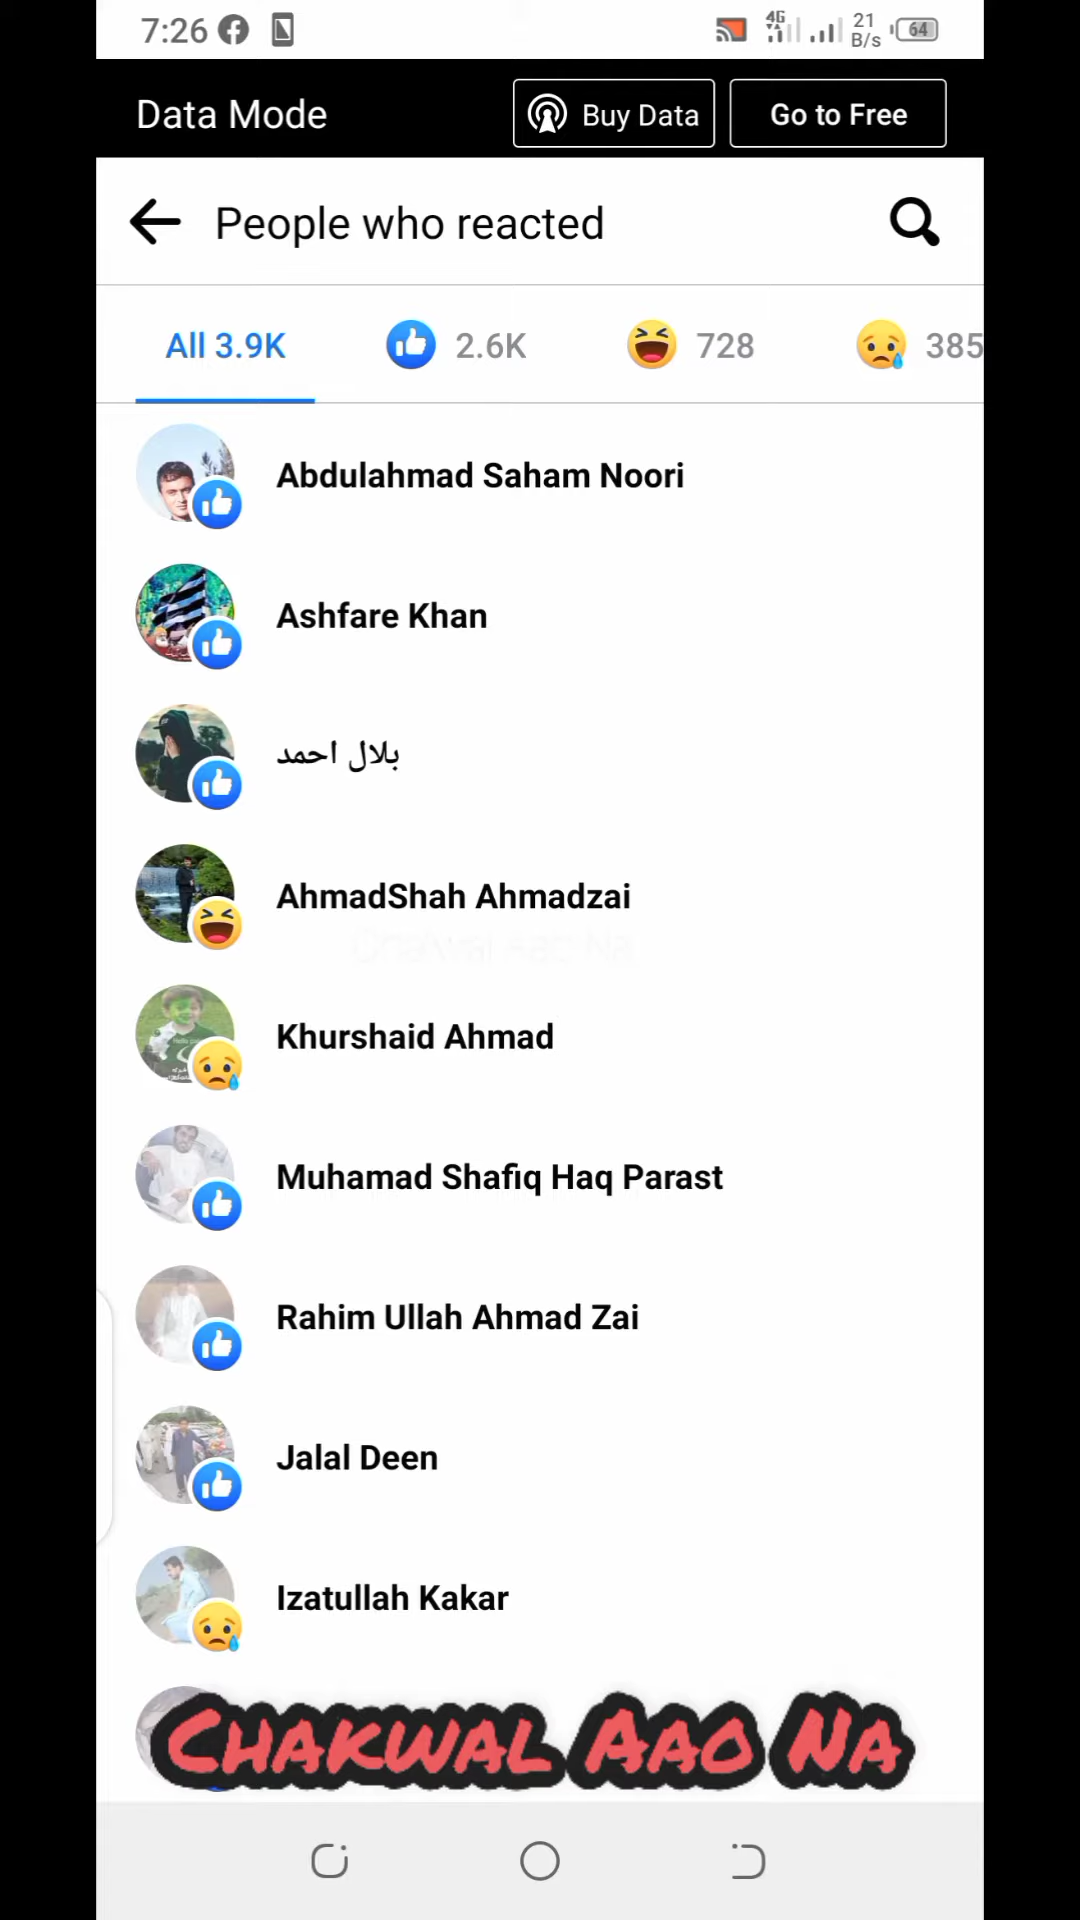 7:26 4G 21 B/s 64
Data Mode Buy Data Go to Free
People who reacted
All 3.9K 2.6K 728 385
Abdulahmad Saham Noori
Ashfare Khan
بلال احمد
AhmadShah Ahmadzai
Khurshaid Ahmad
Muhamad Shafiq Haq Parast
Rahim Ullah Ahmad Zai
Jalal Deen
Izatullah Kakar
Chakwal Aao Na